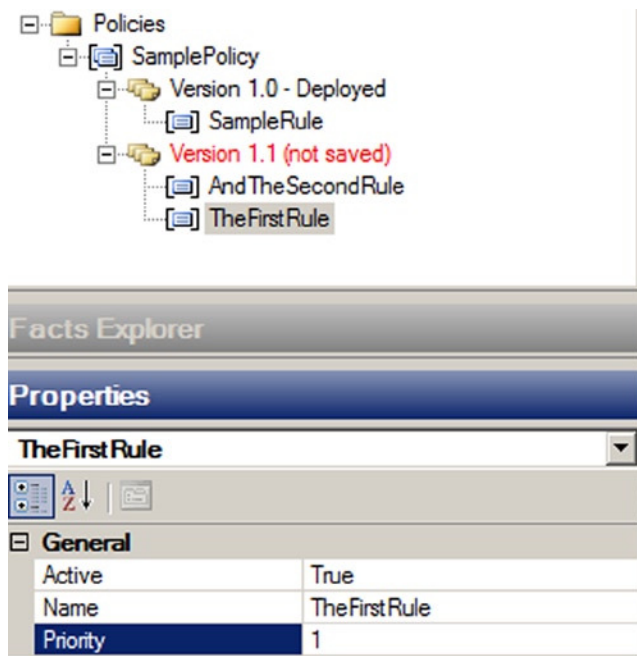 Policies
SamplePolicy
Version 1.0 - Deployed
SampleRule
Version 1.1 (not saved)
AndTheSecondRule
TheFirstRule
Facts Explorer
Properties
TheFirstRule
A Z
General
Active True
Name TheFirstRule
Priority 1